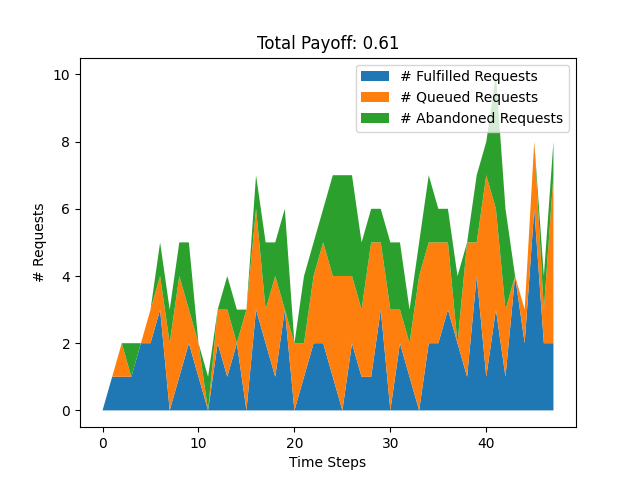 Total Payoff: 0.61
# Fulfilled Requests
# Queued Requests
# Abandoned Requests
10
8
6
4
2
0
# Requests
0 10 20 30 40
Time Steps